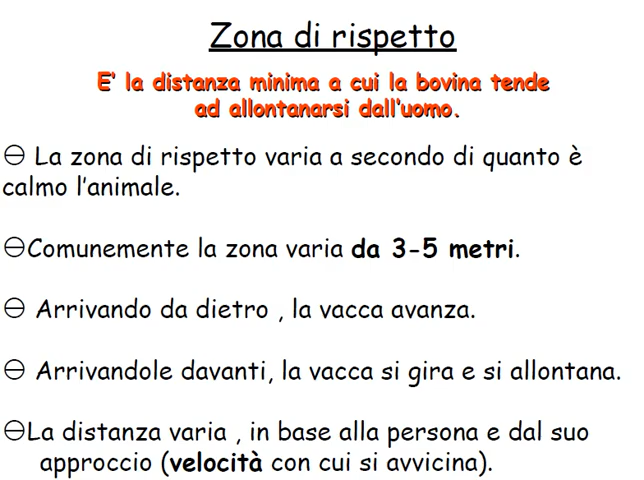 Zona di rispetto
E' la distanza minima a cui la bovina tende
ad allontanarsi dall'uomo.
⊖ La zona di rispetto varia a secondo di quanto è
calmo l'animale.
⊖Comunemente la zona varia da 3-5 metri.
⊖ Arrivando da dietro , la vacca avanza.
⊖ Arrivandole davanti, la vacca si gira e si allontana.
⊖La distanza varia , in base alla persona e dal suo
approccio (velocità con cui si avvicina).